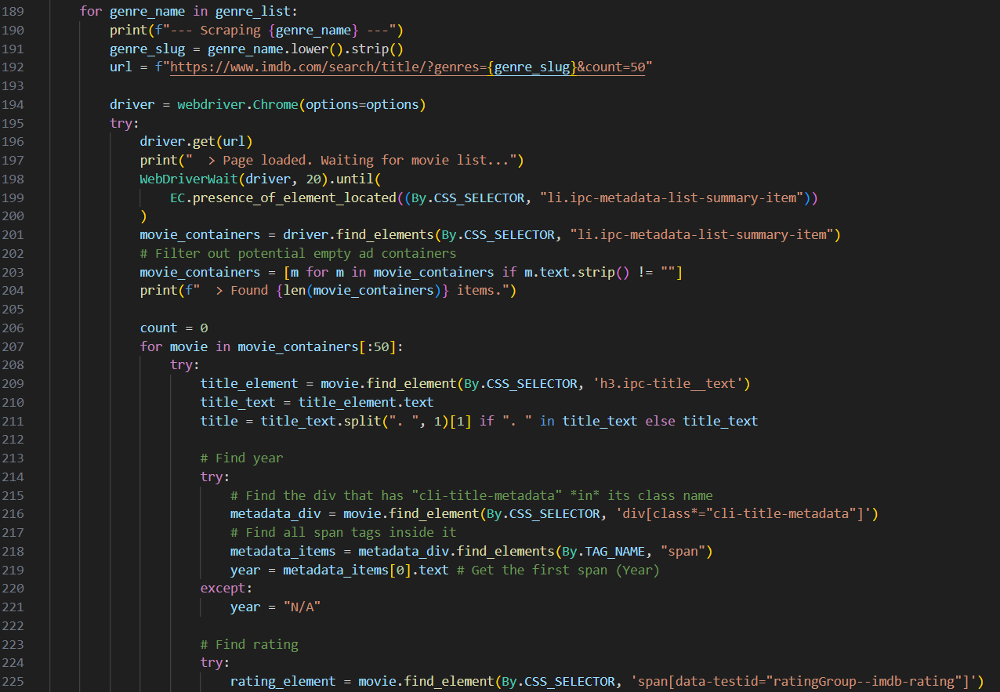 189 for genre_name in genre_list:
190 print(f"--- Scraping {genre_name} ---")
191 genre_slug = genre_name.lower().strip()
192 url = f"https://www.imdb.com/search/title/?genres={genre_slug}&count=50"
193
194 driver = webdriver.Chrome(options=options)
195 try:
196 driver.get(url)
197 print("  > Page loaded. Waiting for movie list...")
198 WebDriverWait(driver, 20).until(
199 EC.presence_of_element_located((By.CSS_SELECTOR, "li.ipc-metadata-list-summary-item"))
200 )
201 movie_containers = driver.find_elements(By.CSS_SELECTOR, "li.ipc-metadata-list-summary-item")
202 # Filter out potential empty ad containers
203 movie_containers = [m for m in movie_containers if m.text.strip() != ""]
204 print(f"  > Found {len(movie_containers)} items.")
205
206 count = 0
207 for movie in movie_containers[:50]:
208 try:
209 title_element = movie.find_element(By.CSS_SELECTOR, 'h3.ipc-title__text')
210 title_text = title_element.text
211 title = title_text.split(". ", 1)[1] if ". " in title_text else title_text
212
213 # Find year
214 try:
215 # Find the div that has "cli-title-metadata" *in* its class name
216 metadata_div = movie.find_element(By.CSS_SELECTOR, 'div[class*="cli-title-metadata"]')
217 # Find all span tags inside it
218 metadata_items = metadata_div.find_elements(By.TAG_NAME, "span")
219 year = metadata_items[0].text # Get the first span (Year)
220 except:
221 year = "N/A"
222
223 # Find rating
224 try:
225 rating_element = movie.find_element(By.CSS_SELECTOR, 'span[data-testid="ratingGroup--imdb-rating"]')